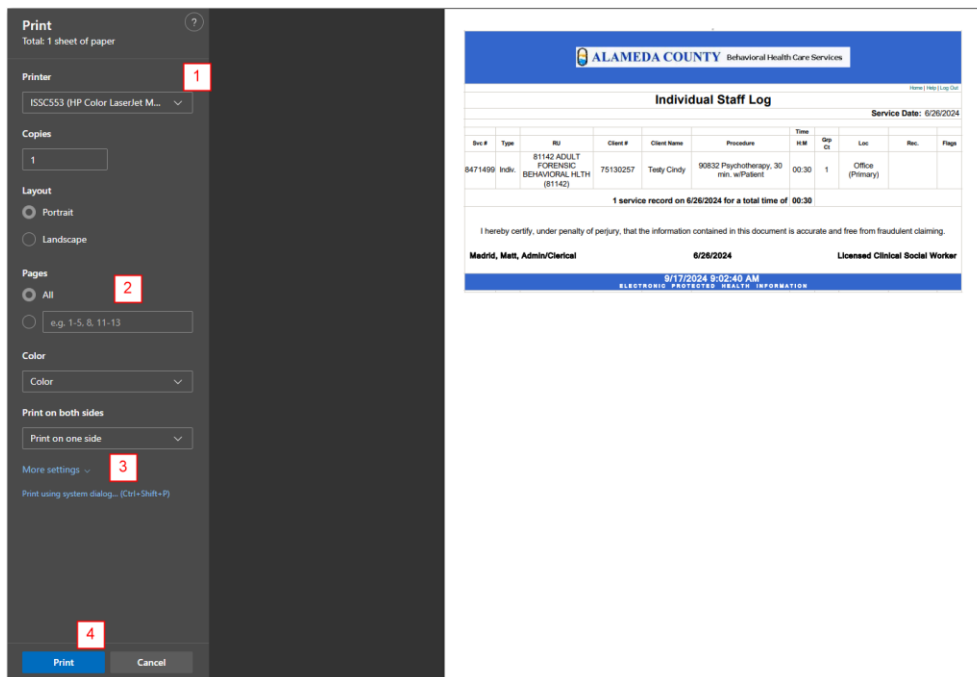 Print
?
Total: 1 sheet of paper
Printer
1
ISSC553 (HP Color LaserJet M...
Copies
1
Layout
Portrait
Landscape
Pages
2
All
e.g. 1-5, 8, 11-13
Color
Color
Print on both sides
Print on one side
More settings
3
Print using system dialog... (Ctrl+Shift+P)
4
Print Cancel
ALAMEDA COUNTY Behavioral Health Care Services
Home | Help | Log Out
Individual Staff Log
Service Date: 6/26/2024
Time
Svc # Type RU Client # Client Name Procedure H:M Grp Ct Loc Rec. Flags
8471499 Indiv. 81142 ADULT FORENSIC BEHAVIORAL HLTH (81142) 75130257 Testy Cindy 90832 Psychotherapy, 30 min. w/Patient 00:30 1 Office (Primary)
1 service record on 6/26/2024 for a total time of 00:30
I hereby certify, under penalty of perjury, that the information contained in this document is accurate and free from fraudulent claiming.
Madrid, Matt, Admin/Clerical 6/26/2024 Licensed Clinical Social Worker
9/17/2024 9:02:40 AM
ELECTRONIC PROTECTED HEALTH INFORMATION